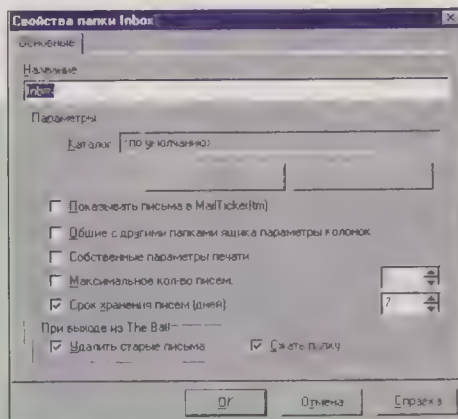 Свойства папки Inbox
Основные
Название
Inbox
Параметры
Каталог <по умолчанию>
Показывать письма в MailTicker(tm)
Общие с другими папками ящика параметры колонок
Собственные параметры печати
Максимальное кол-во писем.
Срок хранения писем (дней) 7
При выходе из The Bat!
Удалить старые письма Сжать папку
OK Отмена Справка